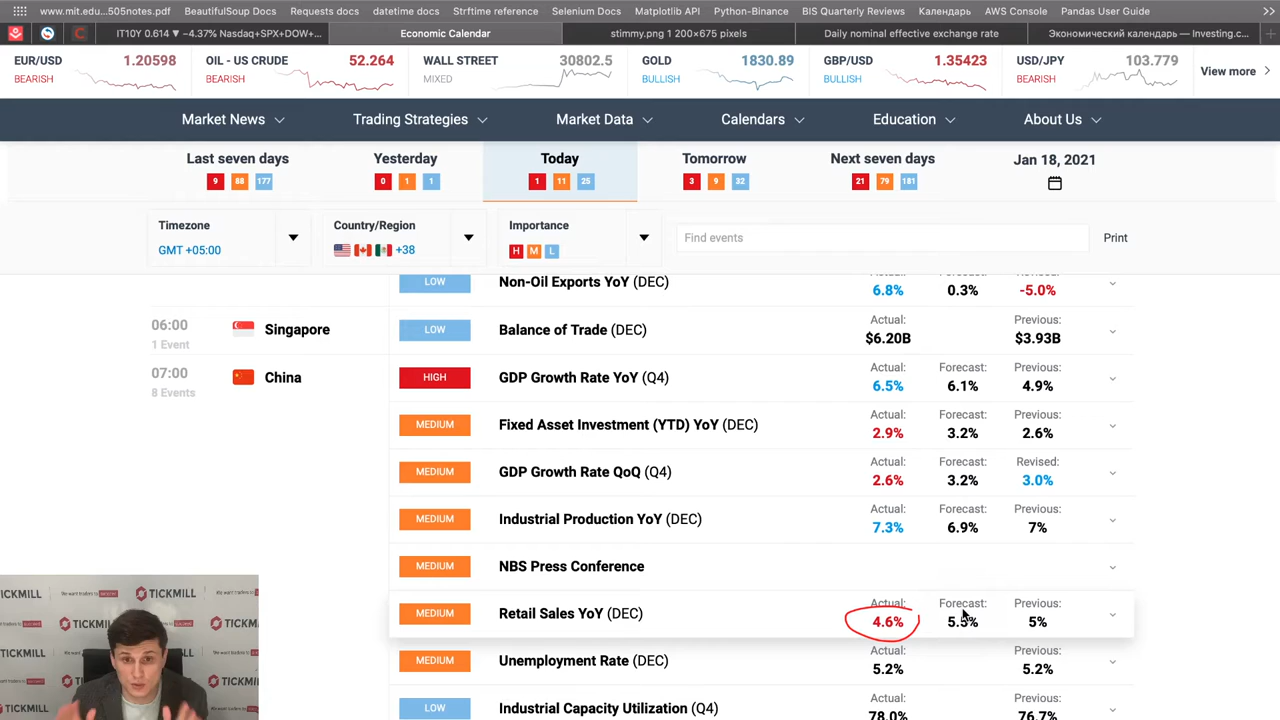 www.mit.edu...505notes.pdf BeautifulSoup Docs Requests docs datetime docs Strftime reference Selenium Docs Matplotlib API Python-Binance BIS Quarterly Reviews Календарь AWS Console Pandas User Guide
IT10Y 0.614 ▼ −4.37% Nasdaq+SPX+DOW+... Economic Calendar stimmy.png 1 200×675 pixels Daily nominal effective exchange rate Экономический календарь — Investing.c...
EUR/USD 1.20598 OIL - US CRUDE 52.264 WALL STREET 30802.5 GOLD 1830.89 GBP/USD 1.35423 USD/JPY 103.779
BEARISH BEARISH MIXED BULLISH BULLISH BEARISH
View more
Market News Trading Strategies Market Data Calendars Education About Us
Last seven days Yesterday Today Tomorrow Next seven days Jan 18, 2021
9 88 177 0 1 1 1 11 25 3 9 32 21 79 181
Timezone Country/Region Importance
GMT +05:00 +38 H M L
Find events
Print
LOW Non-Oil Exports YoY (DEC)
6.8% 0.3% -5.0%
06:00 Singapore LOW Balance of Trade (DEC)
1 Event
Actual: Previous:
$6.20B $3.93B
07:00 China HIGH GDP Growth Rate YoY (Q4)
8 Events
Actual: Forecast: Previous:
6.5% 6.1% 4.9%
MEDIUM Fixed Asset Investment (YTD) YoY (DEC)
Actual: Forecast: Previous:
2.9% 3.2% 2.6%
MEDIUM GDP Growth Rate QoQ (Q4)
Actual: Forecast: Revised:
2.6% 3.2% 3.0%
MEDIUM Industrial Production YoY (DEC)
Actual: Forecast: Previous:
7.3% 6.9% 7%
MEDIUM NBS Press Conference
MEDIUM Retail Sales YoY (DEC)
Actual: Forecast: Previous:
4.6% 5.5% 5%
MEDIUM Unemployment Rate (DEC)
Actual: Previous:
5.2% 5.2%
LOW Industrial Capacity Utilization (Q4)
Actual: Previous:
78.0% 76.7%
TICKMILL
TICKMILL
TICKMILL